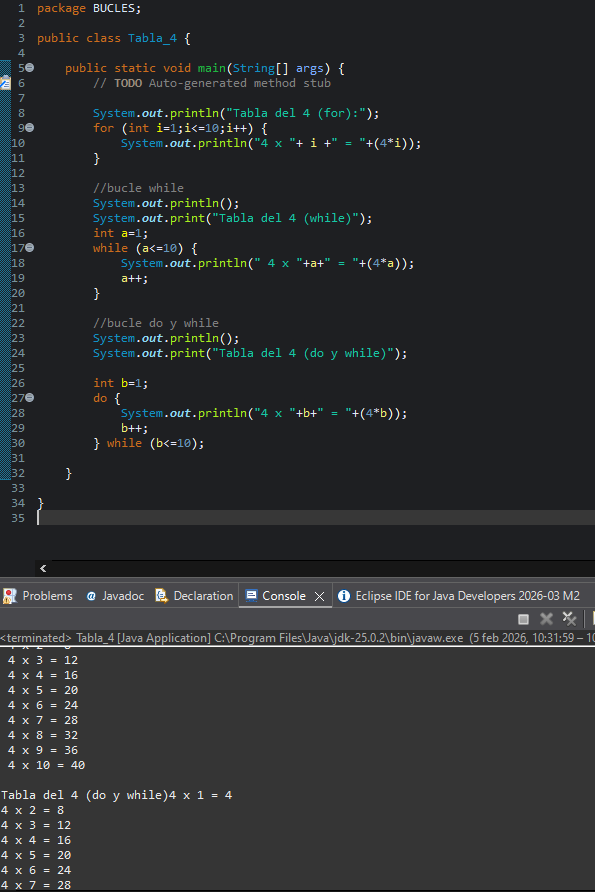 1 package BUCLES;
2
3 public class Tabla_4 {
4
5 public static void main(String[] args) {
6 // TODO Auto-generated method stub
7
8 System.out.println("Tabla del 4 (for):");
9 for (int i=1;i<=10;i++) {
10 System.out.println("4 x "+ i +" = "+(4*i));
11 }
12
13 //bucle while
14 System.out.println();
15 System.out.print("Tabla del 4 (while)");
16 int a=1;
17 while (a<=10) {
18 System.out.println(" 4 x "+a+" = "+(4*a));
19 a++;
20 }
21
22 //bucle do y while
23 System.out.println();
24 System.out.print("Tabla del 4 (do y while)");
25
26 int b=1;
27 do {
28 System.out.println("4 x "+b+" = "+(4*b));
29 b++;
30 } while (b<=10);
31
32 }
33
34 }
35
Problems Javadoc Declaration Console Eclipse IDE for Java Developers 2026-03 M2
<terminated> Tabla_4 [Java Application] C:\Program Files\Java\jdk-25.0.2\bin\javaw.exe (5 feb 2026, 10:31:59 – 10
4 x 3 = 12
4 x 4 = 16
4 x 5 = 20
4 x 6 = 24
4 x 7 = 28
4 x 8 = 32
4 x 9 = 36
4 x 10 = 40
Tabla del 4 (do y while)4 x 1 = 4
4 x 2 = 8
4 x 3 = 12
4 x 4 = 16
4 x 5 = 20
4 x 6 = 24
4 x 7 = 28